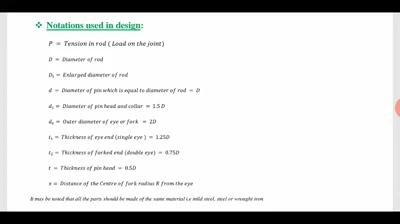 ❖ Notations used in design:
P = Tension in rod ( Load on the joint)
D = Diameter of rod
D₁ = Enlarged diameter of rod
d = Diameter of pin which is equal to diameter of rod = D
d₁ = Diameter of pin head and collar = 1.5 D
d₀ = Outer diameter of eye or fork = 2D
t₁ = Thickness of eye end (single eye ) = 1.25D
t₂ = Thickness of forked end (double eye) = 0.75D
t = Thickness of pin head = 0.5D
x = Distance of the Centre of fork radius R from the eye
It may be noted that all the parts should be made of the same material i.e mild steel, steel or wrought iron